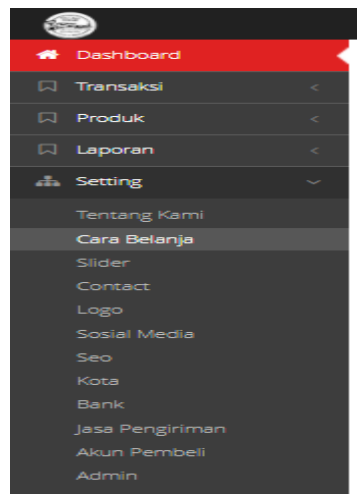 Dashboard
Transaksi
Produk
Laporan
Setting
Tentang Kami
Cara Belanja
Slider
Contact
Logo
Sosial Media
Seo
Kota
Bank
Jasa Pengiriman
Akun Pembeli
Admin